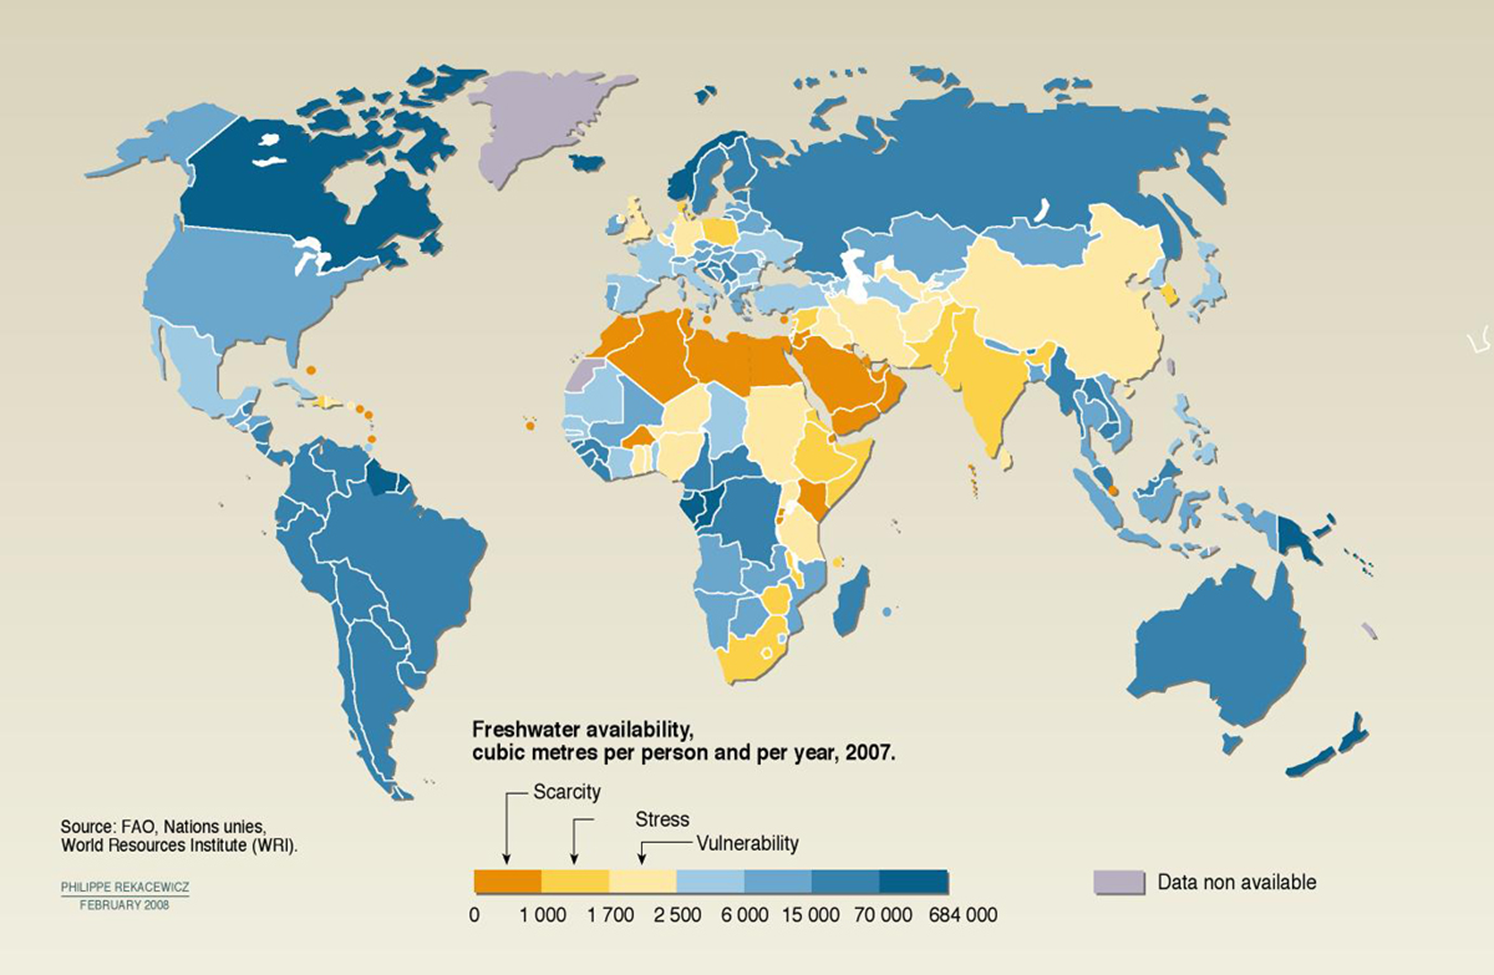 Freshwater availability,
cubic metres per person and per year, 2007.
Scarcity
Stress
Vulnerability
0 1 000 1 700 2 500 6 000 15 000 70 000 684 000
Data non available
Source: FAO, Nations unies,
World Resources Institute (WRI).
PHILIPPE REKACEWICZ
FEBRUARY 2008